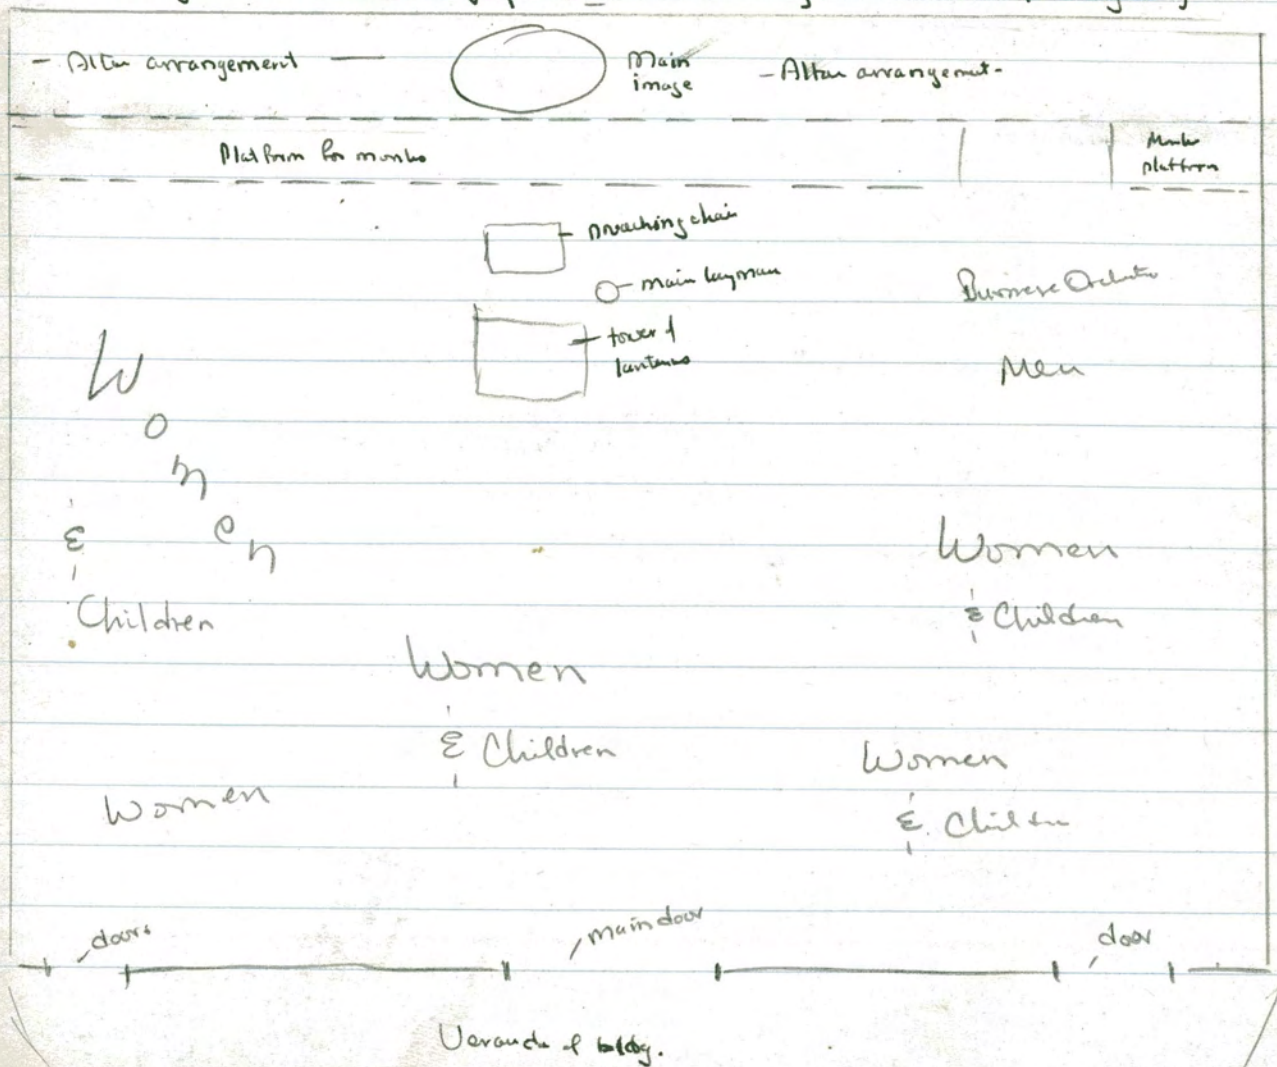 - Altar arrangement -
Main
image
- Altar arrangement -
Platform for monks
Monks
platform
preaching chair
main layman
Burmese Orchestra
tower of
lanterns
Men
Women
&
Children
Women
& Children
Women
& Children
Women
& Children
Women
doors
main door
door
Veranda of bldg.